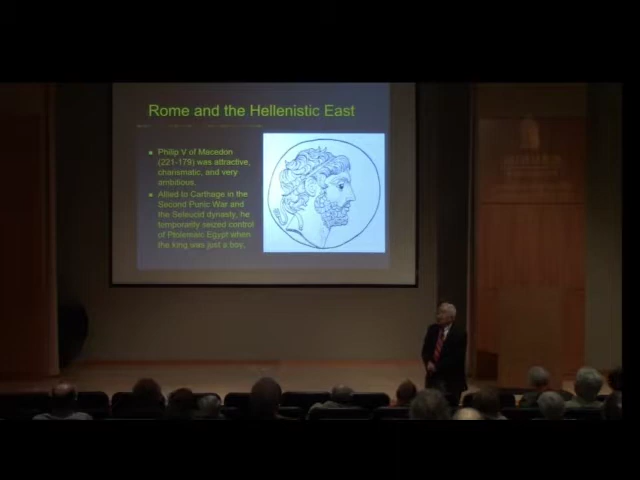 Rome and the Hellenistic East
Philip V of Macedon
(221-179) was attractive,
charismatic, and very
ambitious.
Allied to Carthage in the
Second Punic War and
the Seleucid dynasty, he
temporarily seized control
of Ptolemaic Egypt when
the king was just a boy.